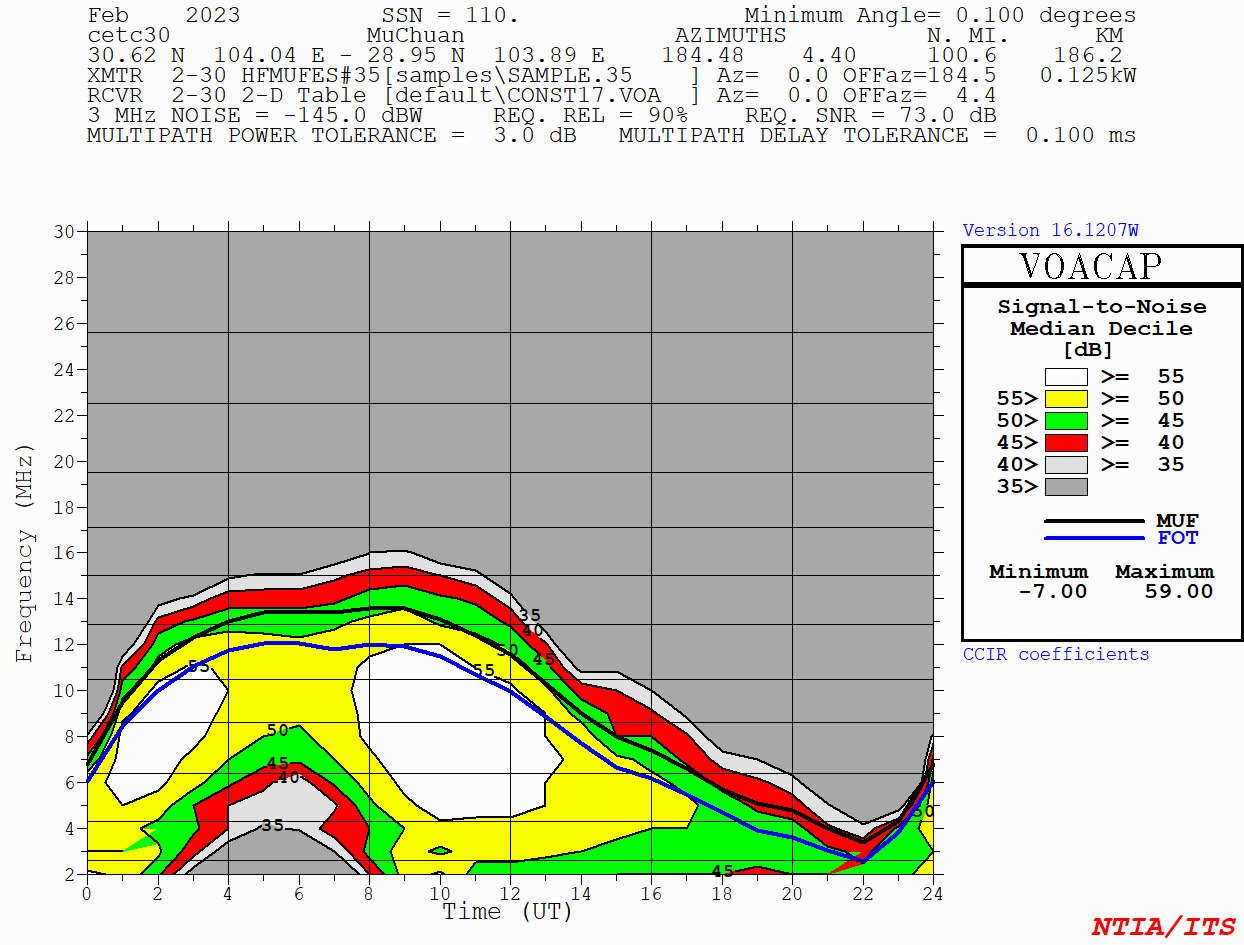 Feb    2023          SSN = 110.                Minimum Angle= 0.100 degrees
cetc30              MuChuan               AZIMUTHS          N. MI.      KM
30.62 N  104.04 E - 28.95 N  103.89 E    184.48    4.40     100.6    186.2
XMTR  2-30 HFMUFES#35[samples\SAMPLE.35    ] Az=  0.0 OFFaz=184.5   0.125kW
RCVR  2-30 2-D Table [default\CONST17.VOA  ] Az=  0.0 OFFaz=  4.4
3 MHz NOISE = -145.0 dBW     REQ. REL = 90%    REQ. SNR = 73.0 dB
MULTIPATH POWER TOLERANCE =  3.0 dB   MULTIPATH DELAY TOLERANCE =  0.100 ms
30
28
26
24
22
20
18
16
14
12
10
8
6
4
2
Frequency (MHz)
35
40
50
45
55
55
50
45
40
35
50
45
0 2 4 6 8 10 12 14 16 18 20 22 24
Time (UT)
Version 16.1207W
VOACAP
Signal-to-Noise
Median Decile
[dB]
>= 55
55> >= 50
50> >= 45
45> >= 40
40> >= 35
35>
MUF
FOT
Minimum Maximum
-7.00 59.00
CCIR coefficients
NTIA/ITS